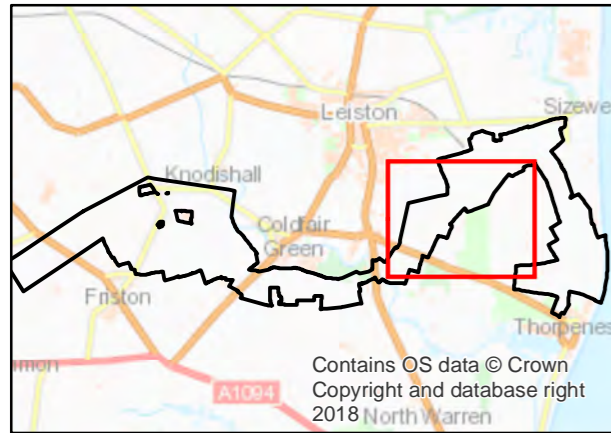 Leiston
Sizewe
Knodishall
Coldfair
Green
Friston
Thorpenes
Contains OS data © Crown
Copyright and database right
2018
A1094
North Warren